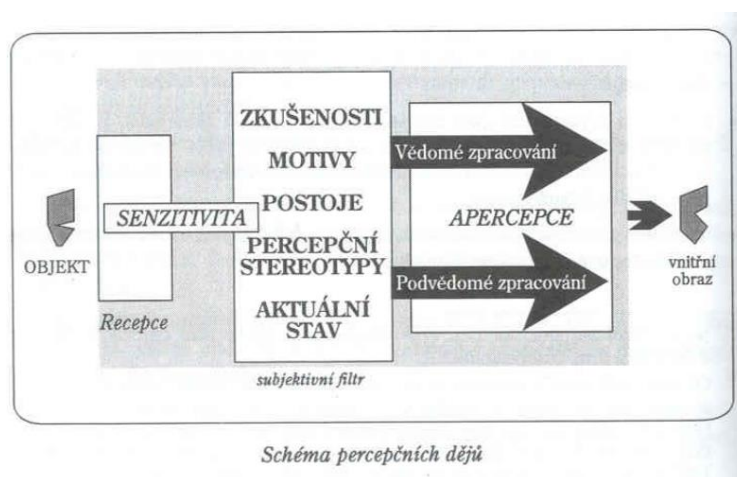 OBJEKT
SENZITIVITA
Recepce
ZKUŠENOSTI
MOTIVY
POSTOJE
PERCEPČNÍ
STEREOTYPY
AKTUÁLNÍ
STAV
subjektivní filtr
Vědomé zpracování
APERCEPCE
Podvědomé zpracování
vnitřní
obraz
Schéma percepčních dějů